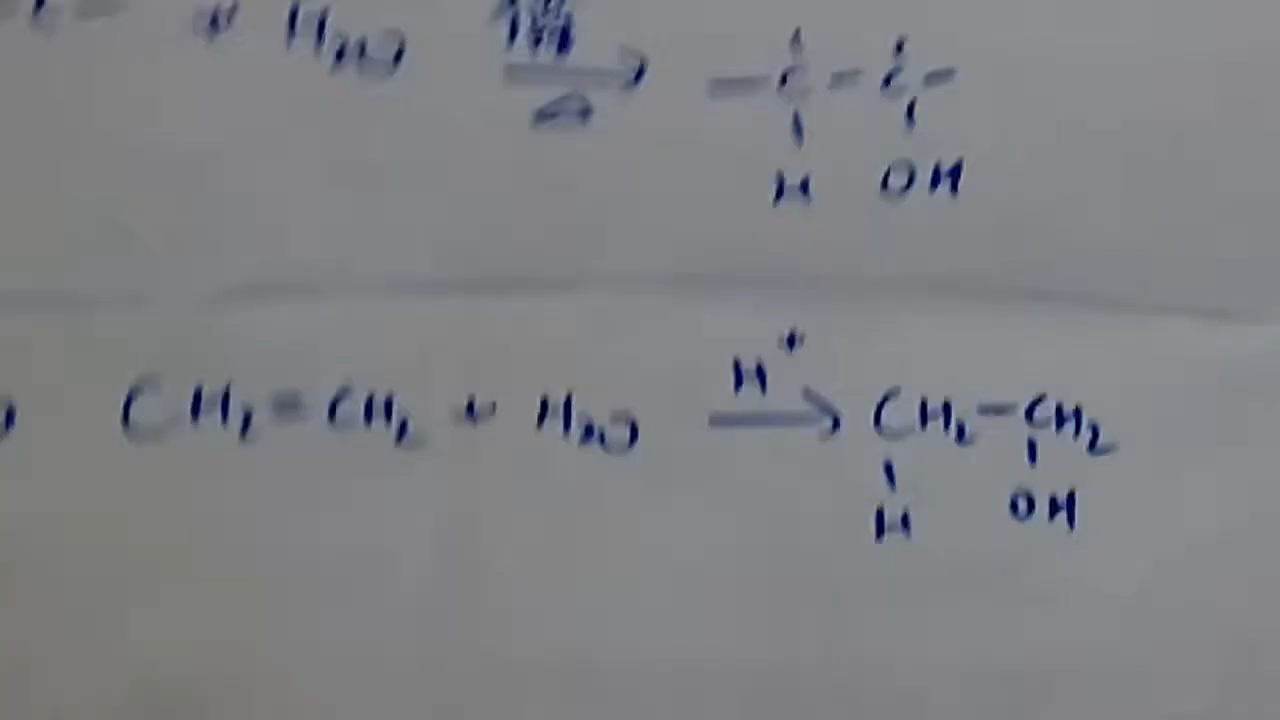 + H2O → — C — C —
H OH
CH2 = CH2 + H2O H+ → CH2 — CH2
H OH